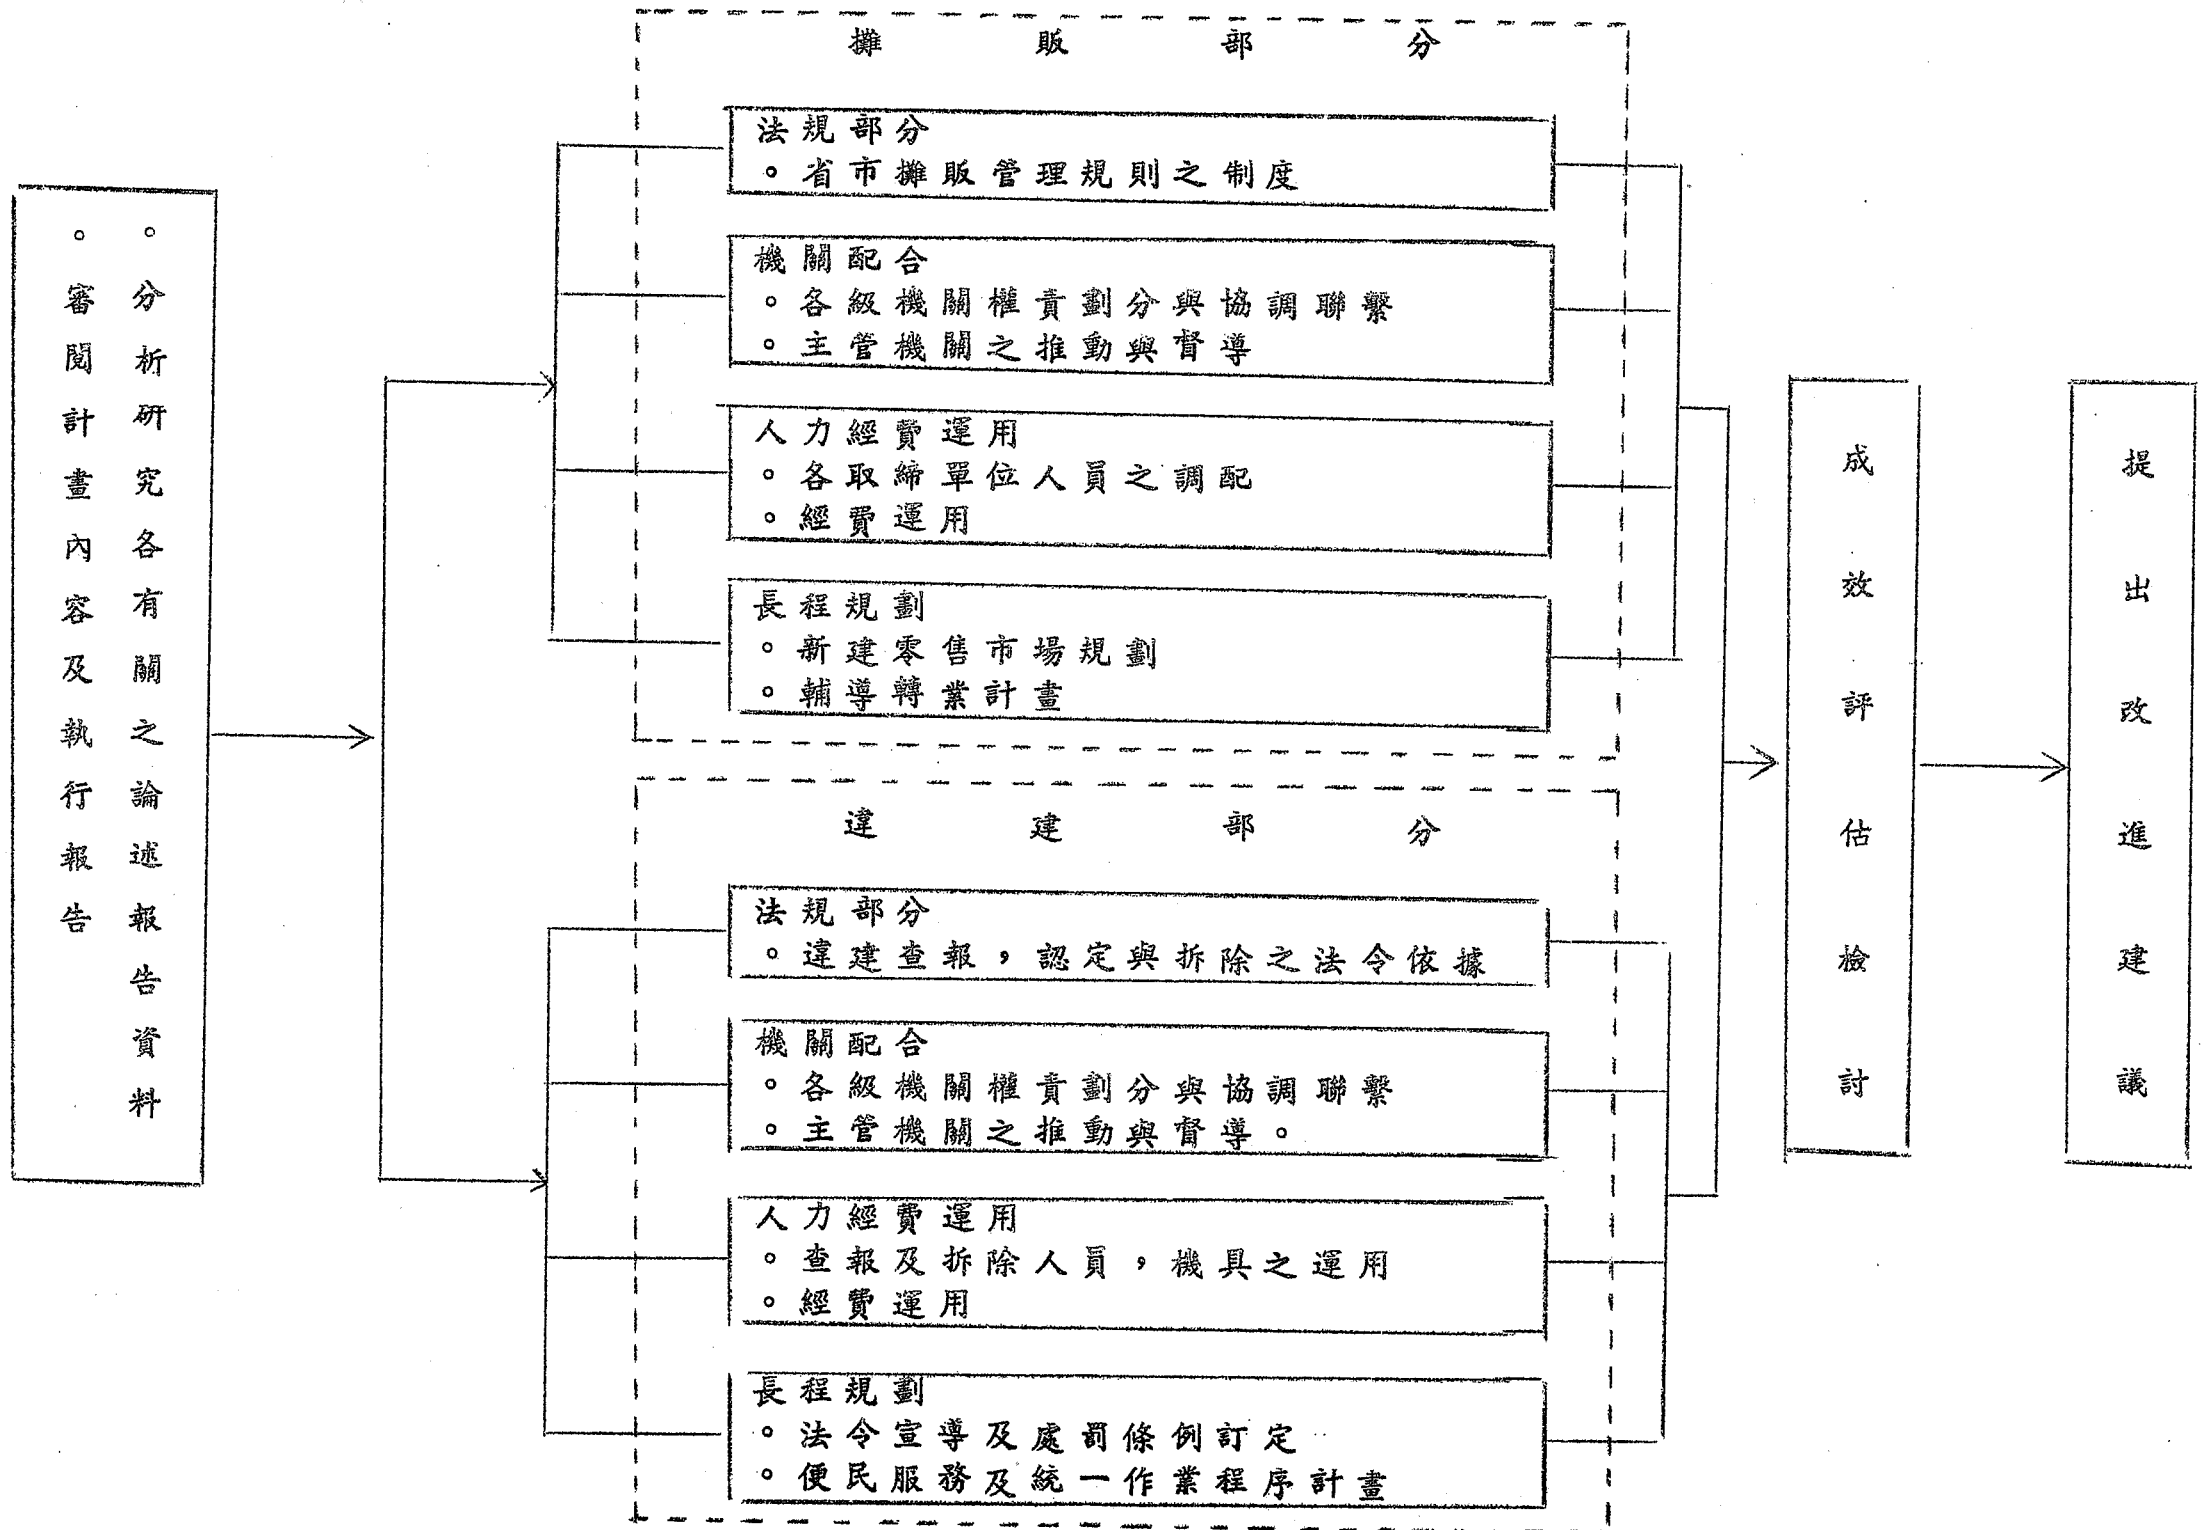 。分析研究各有關之論述報告資料
。審閱計畫內容及執行報告
攤販部分
法規部分
。省市攤販管理規則之制度
機關配合
。各級機關權責劃分與協調聯繫
。主管機關之推動與督導
人力經費運用
。各取締單位人員之調配
。經費運用
長程規劃
。新建零售市場規劃
。輔導轉業計畫
違建部分
法規部分
。違建查報，認定與拆除之法令依據
機關配合
。各級機關權責劃分與協調聯繫
。主管機關之推動與督導。
人力經費運用
。查報及拆除人員，機具之運用
。經費運用
長程規劃
。法令宣導及處罰條例訂定
。便民服務及統一作業程序計畫
成效評估檢討
提出改進建議